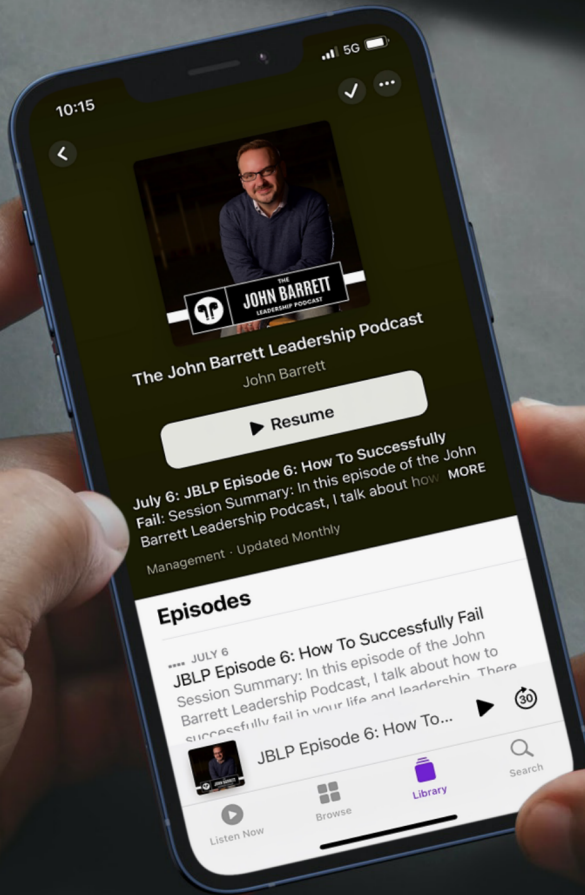 10:15
5G
THE
JOHN BARRETT
LEADERSHIP PODCAST
The John Barrett Leadership Podcast
John Barrett
Resume
July 6: JBLP Episode 6: How To Successfully
Fail: Session Summary: In this episode of the John
Barrett Leadership Podcast, I talk about how MORE
Management · Updated Monthly
Episodes
JULY 6
JBLP Episode 6: How To Successfully Fail
Session Summary: In this episode of the John
Barrett Leadership Podcast, I talk about how to
successfully fail in your life and leadership. There
JBLP Episode 6: How To...
30
JOHN BARRETT
Listen Now
Browse
Library
Search